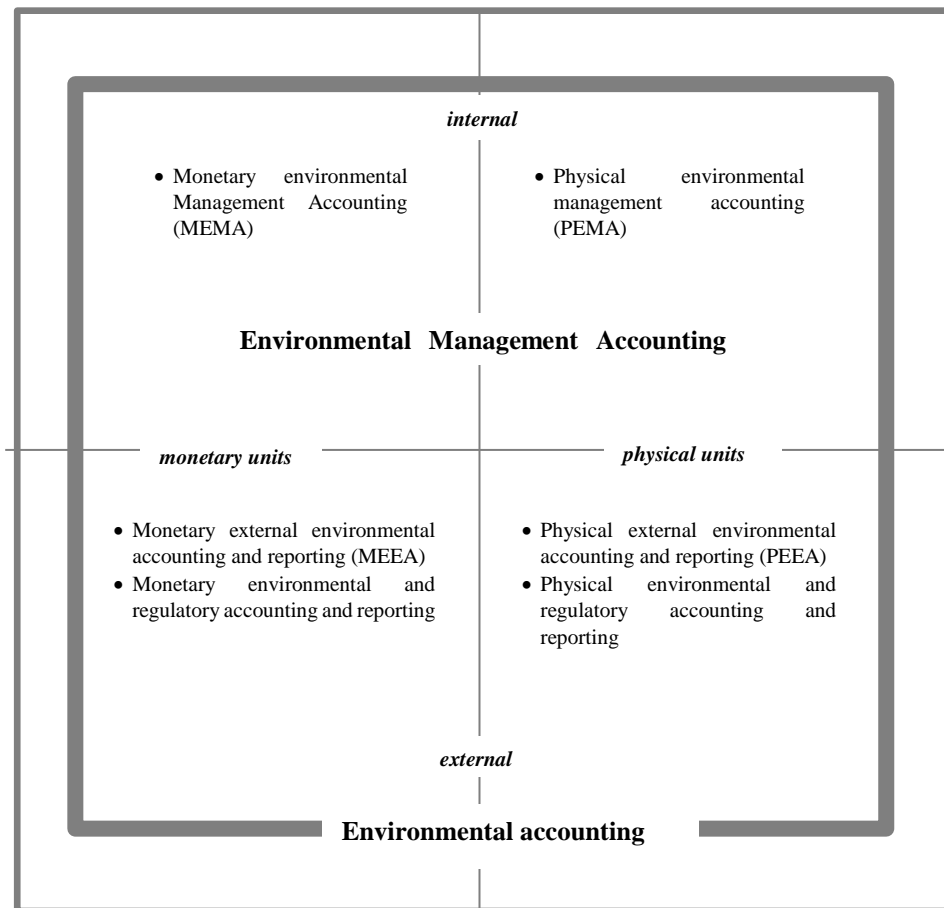 internal
• Monetary environmental
Management Accounting
(MEMA)
• Physical environmental
management accounting
(PEMA)
Environmental Management Accounting
monetary units
physical units
• Monetary external environmental
accounting and reporting (MEEA)
• Monetary environmental and
regulatory accounting and reporting
• Physical external environmental
accounting and reporting (PEEA)
• Physical environmental and
regulatory accounting and
reporting
external
Environmental accounting